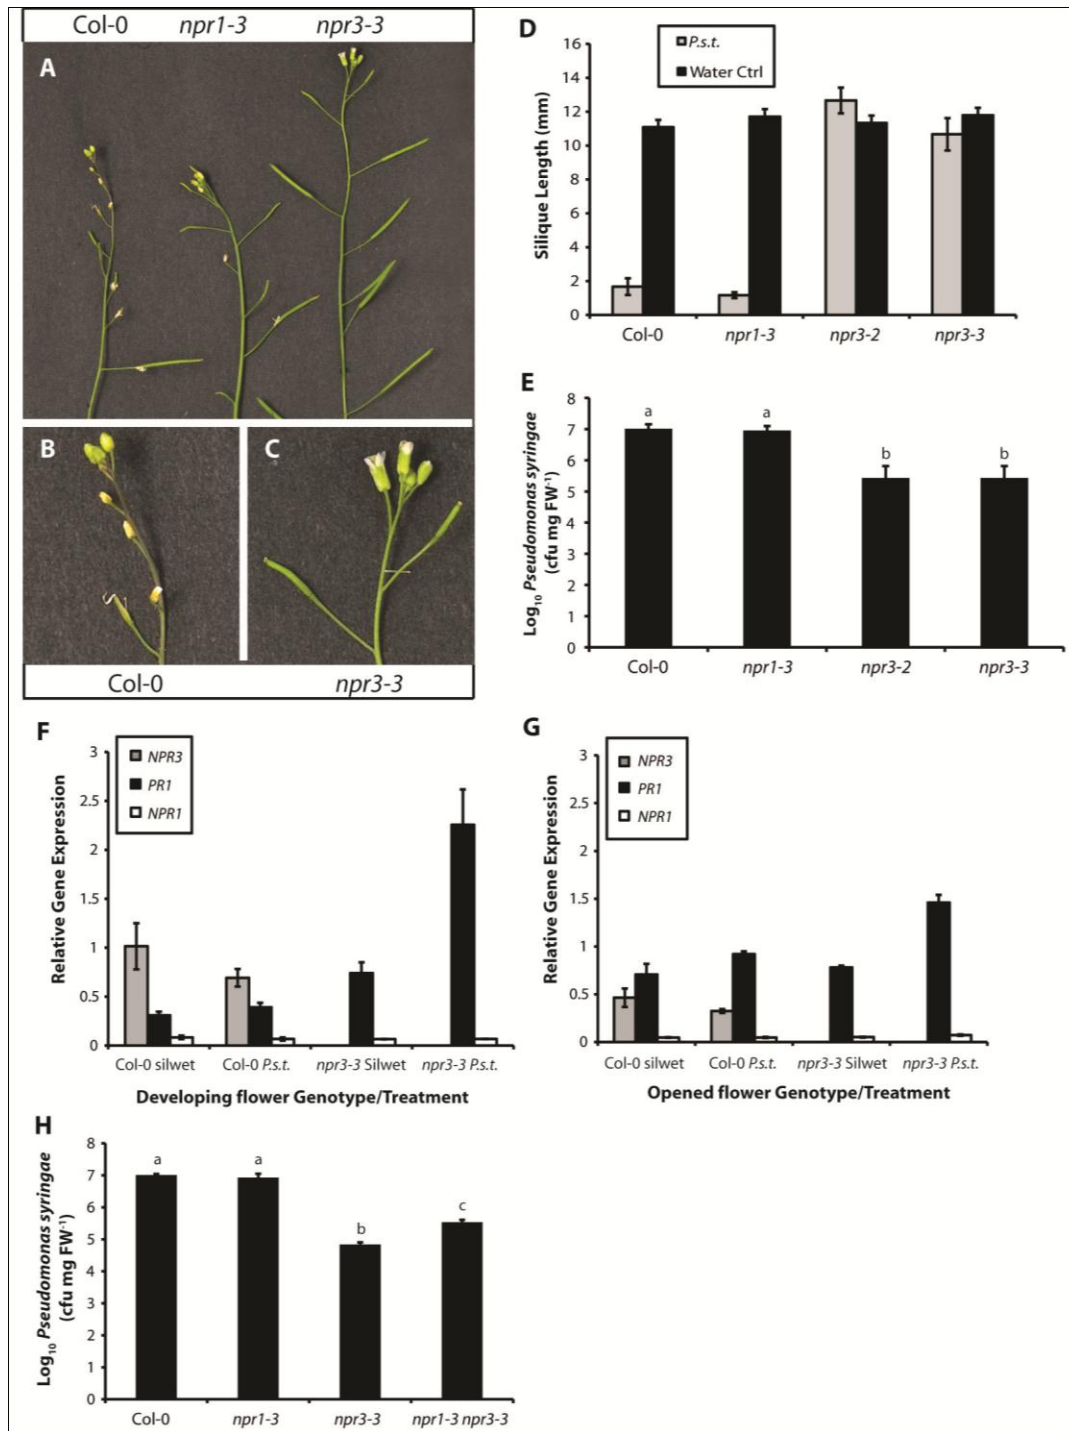 Col-0 npr1-3 npr3-3
A
B
C
Col-0 npr3-3
D
P.s.t.
Water Ctrl
Silique Length (mm)
16
14
12
10
8
6
4
2
0
Col-0 npr1-3 npr3-2 npr3-3
E
Log10 Pseudomonas syringae
(cfu mg FW-1)
8
7
6
5
4
3
2
1
0
a a b b
Col-0 npr1-3 npr3-2 npr3-3
F
NPR3
PR1
NPR1
Relative Gene Expression
3
2.5
2
1.5
1
0.5
0
Col-0 silwet Col-0 P.s.t. npr3-3 Silwet npr3-3 P.s.t.
Developing flower Genotype/Treatment
G
NPR3
PR1
NPR1
Relative Gene Expression
3
2.5
2
1.5
1
0.5
0
Col-0 silwet Col-0 P.s.t. npr3-3 Silwet npr3-3 P.s.t.
Opened flower Genotype/Treatment
H
Log10 Pseudomonas syringae
(cfu mg FW-1)
8
7
6
5
4
3
2
1
0
a a b c
Col-0 npr1-3 npr3-3 npr1-3 npr3-3